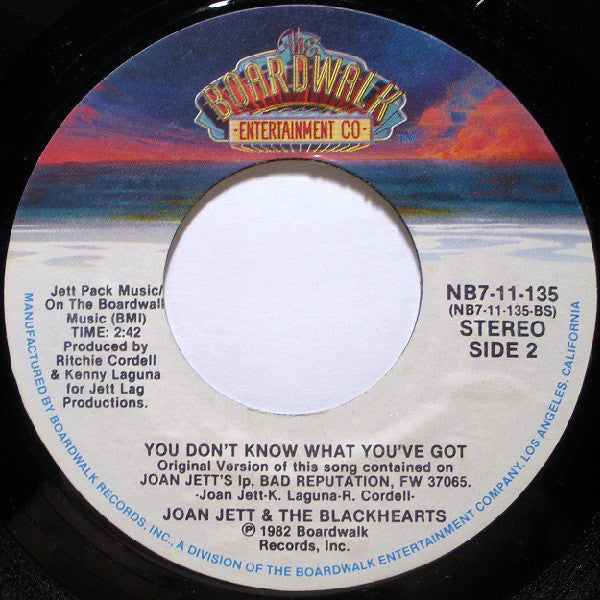 The
BOARDWALK
-ENTERTAINMENT CO-
TM
Jett Pack Music/
On The Boardwalk
Music (BMI)
TIME: 2:42
Produced by
Ritchie Cordell
& Kenny Laguna
for Jett Lag
Productions.
NB7-11-135
(NB7-11-135-BS)
STEREO
SIDE 2
YOU DON'T KNOW WHAT YOU'VE GOT
Original Version of this song contained on
JOAN JETT'S lp, BAD REPUTATION, FW 37065.
-Joan Jett-K. Laguna-R. Cordell-
JOAN JETT & THE BLACKHEARTS
℗ 1982 Boardwalk
Records, Inc.
MANUFACTURED BY BOARDWALK RECORDS, INC., A DIVISION OF THE BOARDWALK ENTERTAINMENT COMPANY, LOS ANGELES, CALIFORNIA